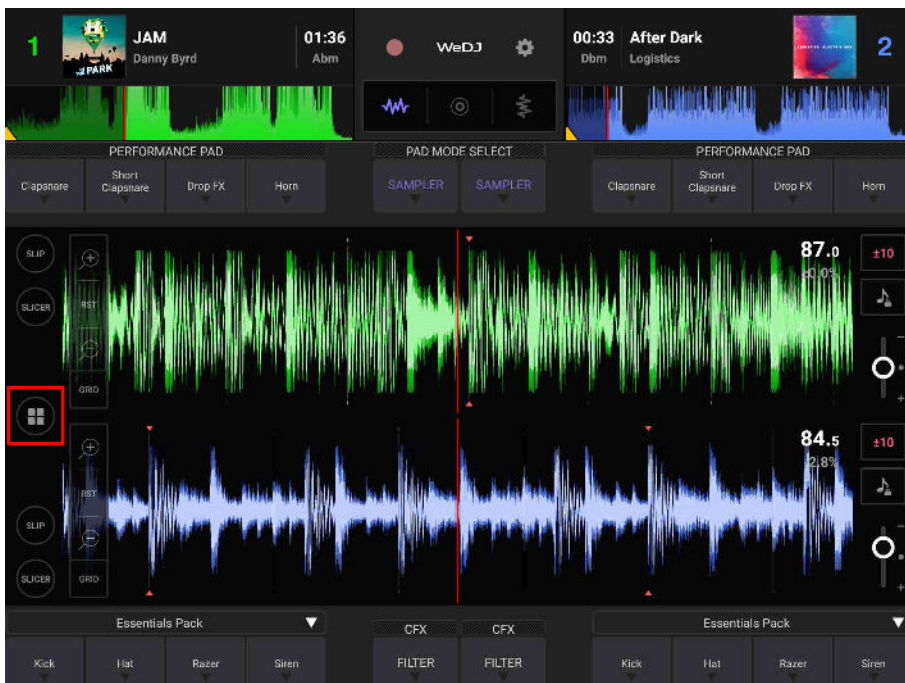 1
PARK
JAM
Danny Byrd
01:36
Abm
WeDJ
00:33
Dbm
After Dark
Logistics
2
PERFORMANCE PAD
PAD MODE SELECT
PERFORMANCE PAD
Clapsnare
Short Clapsnare
Drop FX
Horn
SAMPLER
SAMPLER
Clapsnare
Short Clapsnare
Drop FX
Horn
SLIP
SLICER
RST
GRID
87.0
±0.0%
±10
−
+
RST
GRID
SLIP
SLICER
84.5
2.8%
±10
−
+
Essentials Pack
CFX
CFX
Essentials Pack
Kick
Hat
Razer
Siren
FILTER
FILTER
Kick
Hat
Razer
Siren